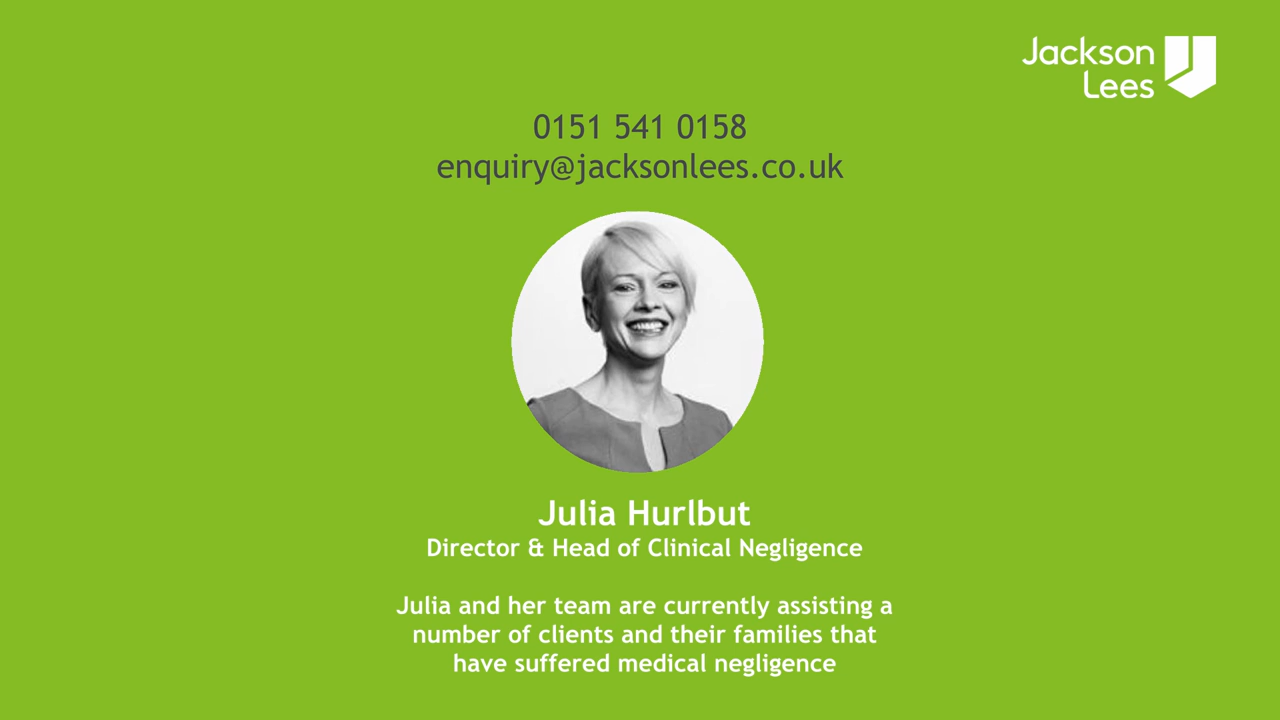 Jackson
Lees
0151 541 0158
enquiry@jacksonlees.co.uk
Julia Hurlbut
Director & Head of Clinical Negligence
Julia and her team are currently assisting a
number of clients and their families that
have suffered medical negligence